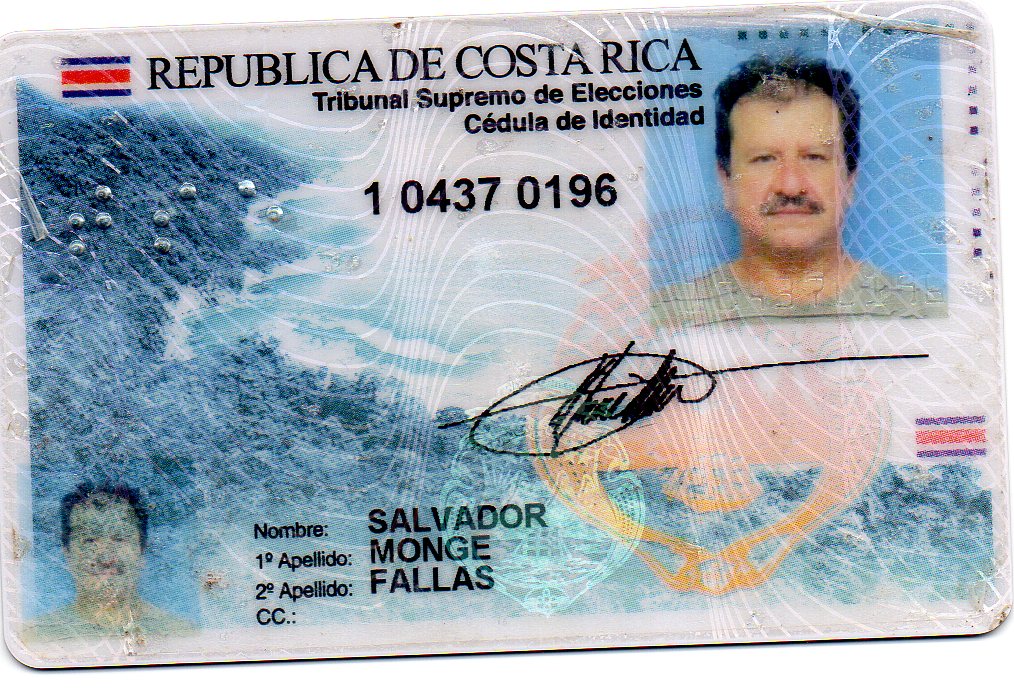 REPUBLICA DE COSTA RICA
Tribunal Supremo de Elecciones
Cédula de Identidad
1 0437 0196
Nombre: SALVADOR
1º Apellido: MONGE
2º Apellido: FALLAS
CC.: